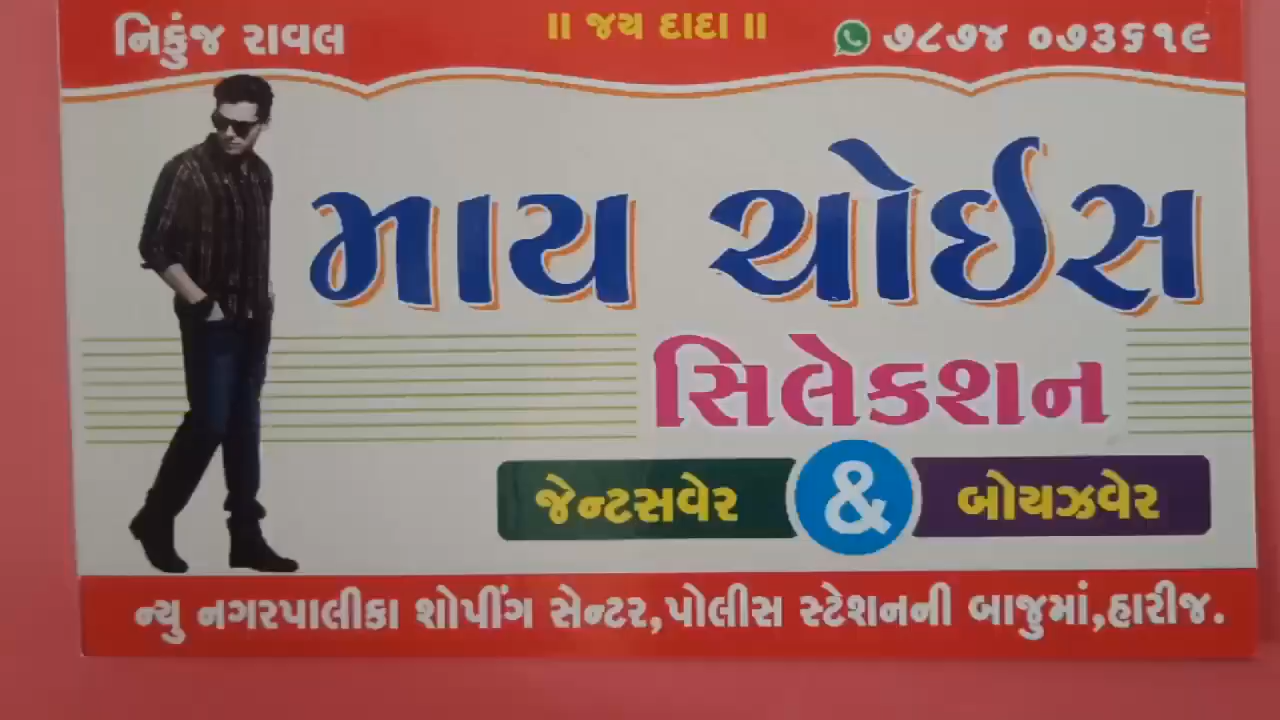 નિકુંજ રાવલ
॥ જય દાદા ॥
૭૮૭૪ ૦૭૩૬૧૯
માય ચોઈસ
સિલેકશન
જેન્ટસવેર & બોયઝવેર
ન્યુ નગરપાલીકા શોપીંગ સેન્ટર,પોલીસ સ્ટેશનની બાજુમાં,હારીજ.